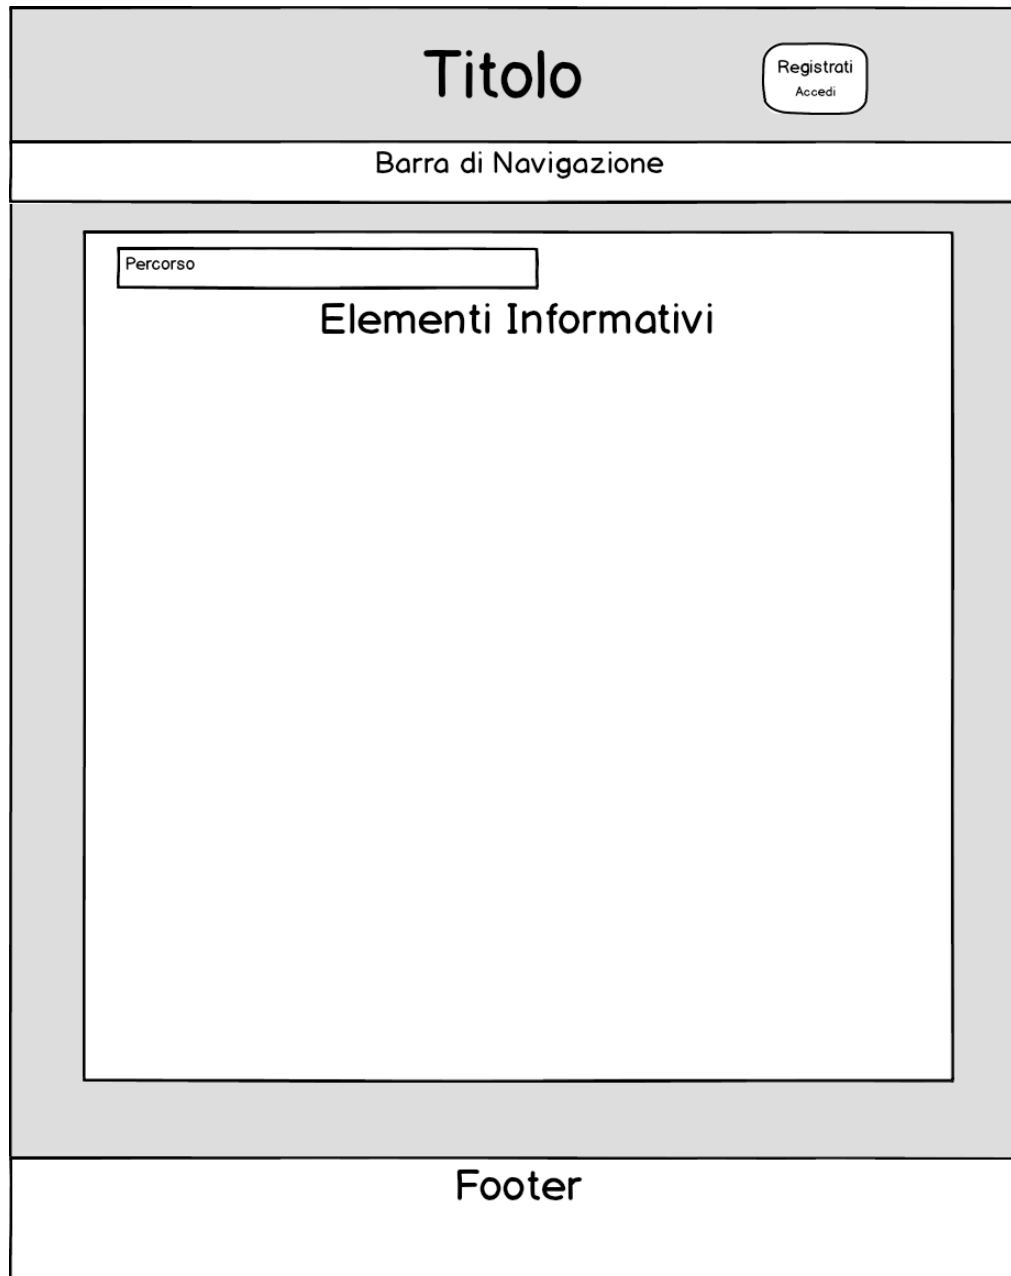 Titolo
Registrati
Accedi
Barra di Navigazione
Percorso
Elementi Informativi
Footer